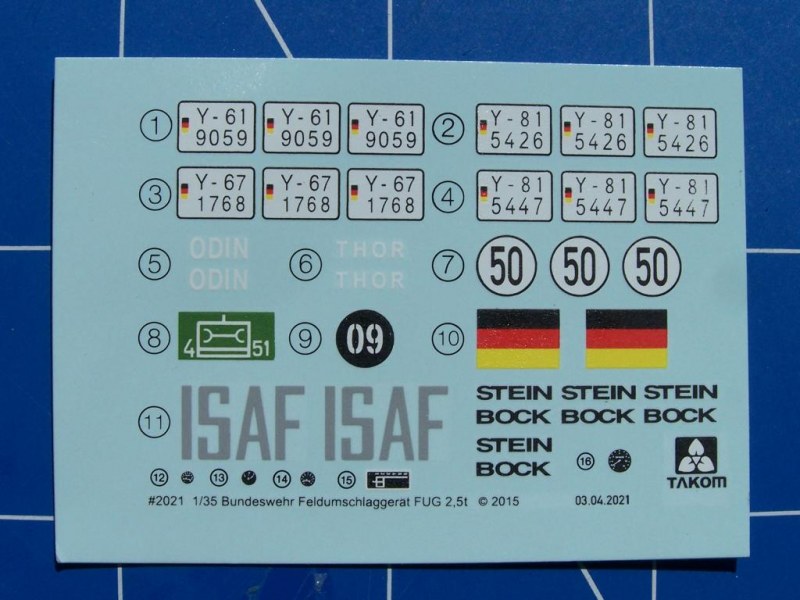 1 Y - 61 Y - 61 Y - 61 2 Y - 81 Y - 81 Y - 81
9059 9059 9059 5426 5426 5426
3 Y - 67 Y - 67 Y - 67 4 Y - 81 Y - 81 Y - 81
1768 1768 1768 5447 5447 5447
5 ODIN 6 THOR 7 50 50 50
ODIN THOR
8 4 51 9 09 10
11 ISAF ISAF
STEIN STEIN STEIN
BOCK BOCK BOCK
STEIN
BOCK
16
TAKOM
12 13 14 15
#2021 1/35 Bundeswehr Feldumschlaggerat FUG 2,5t © 2015 03.04.2021